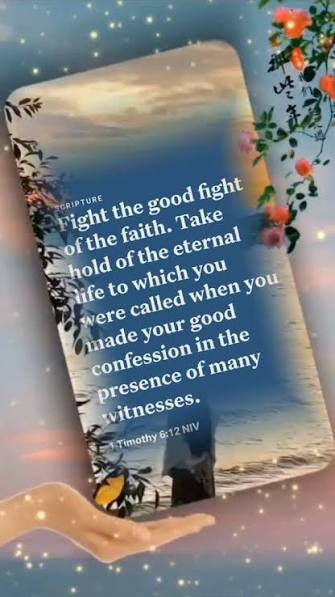 SCRIPTURE
Fight the good fight
of the faith. Take
hold of the eternal
life to which you
were called when you
made your good
confession in the
presence of many
witnesses.
1 Timothy 6:12 NIV